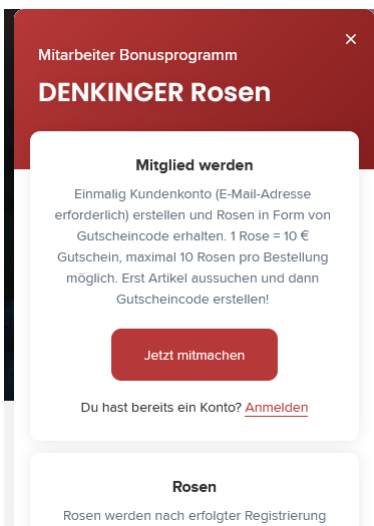 Mitarbeiter Bonusprogramm
DENKINGER Rosen
Mitglied werden
Einmalig Kundenkonto (E-Mail-Adresse
erforderlich) erstellen und Rosen in Form von
Gutscheincode erhalten. 1 Rose = 10 €
Gutschein, maximal 10 Rosen pro Bestellung
möglich. Erst Artikel aussuchen und dann
Gutscheincode erstellen!
Jetzt mitmachen
Du hast bereits ein Konto? Anmelden
Rosen
Rosen werden nach erfolgter Registrierung